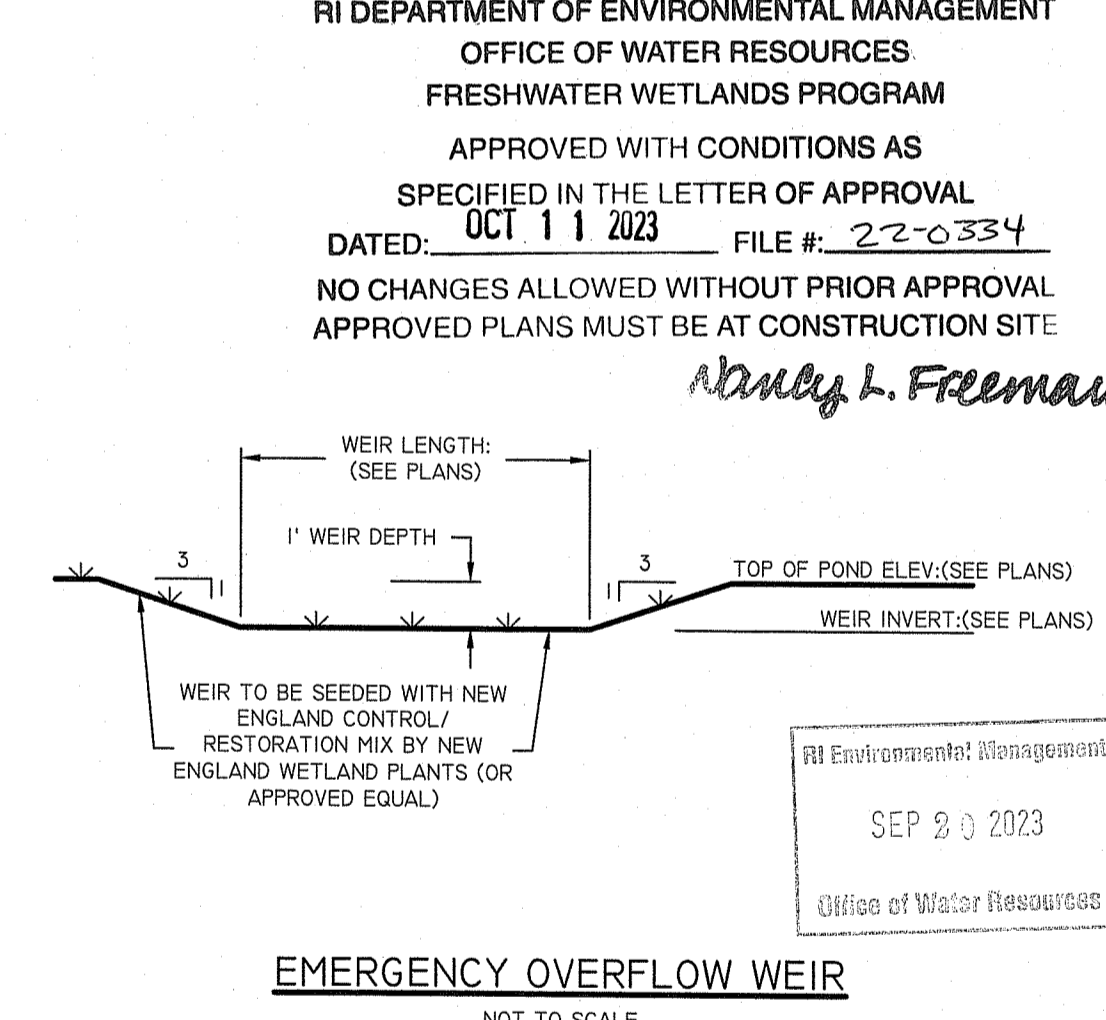 RI DEPARTMENT OF ENVIRONMENTAL MANAGEMENT
OFFICE OF WATER RESOURCES
FRESHWATER WETLANDS PROGRAM
APPROVED WITH CONDITIONS AS
SPECIFIED IN THE LETTER OF APPROVAL
DATED: OCT 11 2023 FILE #: 22-0334
NO CHANGES ALLOWED WITHOUT PRIOR APPROVAL
APPROVED PLANS MUST BE AT CONSTRUCTION SITE
Nancy L. Freeman
WEIR LENGTH:
(SEE PLANS)
1' WEIR DEPTH
3
1
3
1
TOP OF POND ELEV:(SEE PLANS)
WEIR INVERT:(SEE PLANS)
WEIR TO BE SEEDED WITH NEW
ENGLAND CONTROL/
RESTORATION MIX BY NEW
ENGLAND WETLAND PLANTS (OR
APPROVED EQUAL)
RI Environmental Management
SEP 20 2023
Office of Water Resources
EMERGENCY OVERFLOW WEIR
NOT TO SCALE